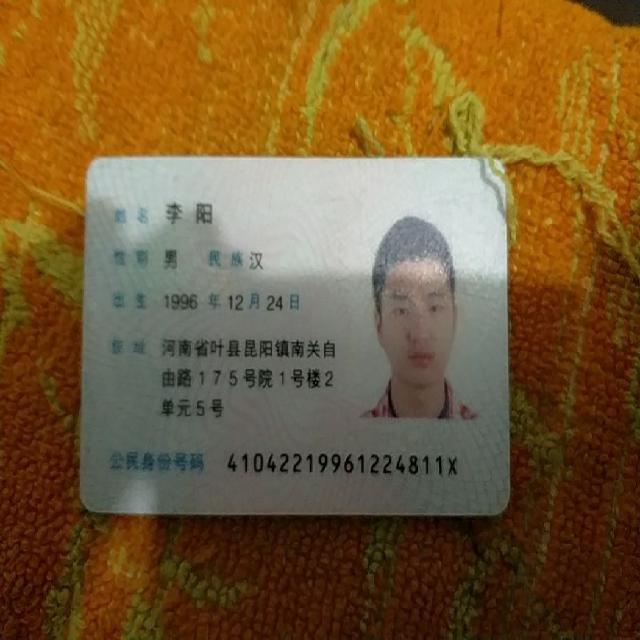 姓名 李阳
性别 男 民族 汉
出生 1996 年 12 月 24 日
住址 河南省叶县昆阳镇南关自
由路175号院1号楼2
单元5号
公民身份号码 41042219961224811X